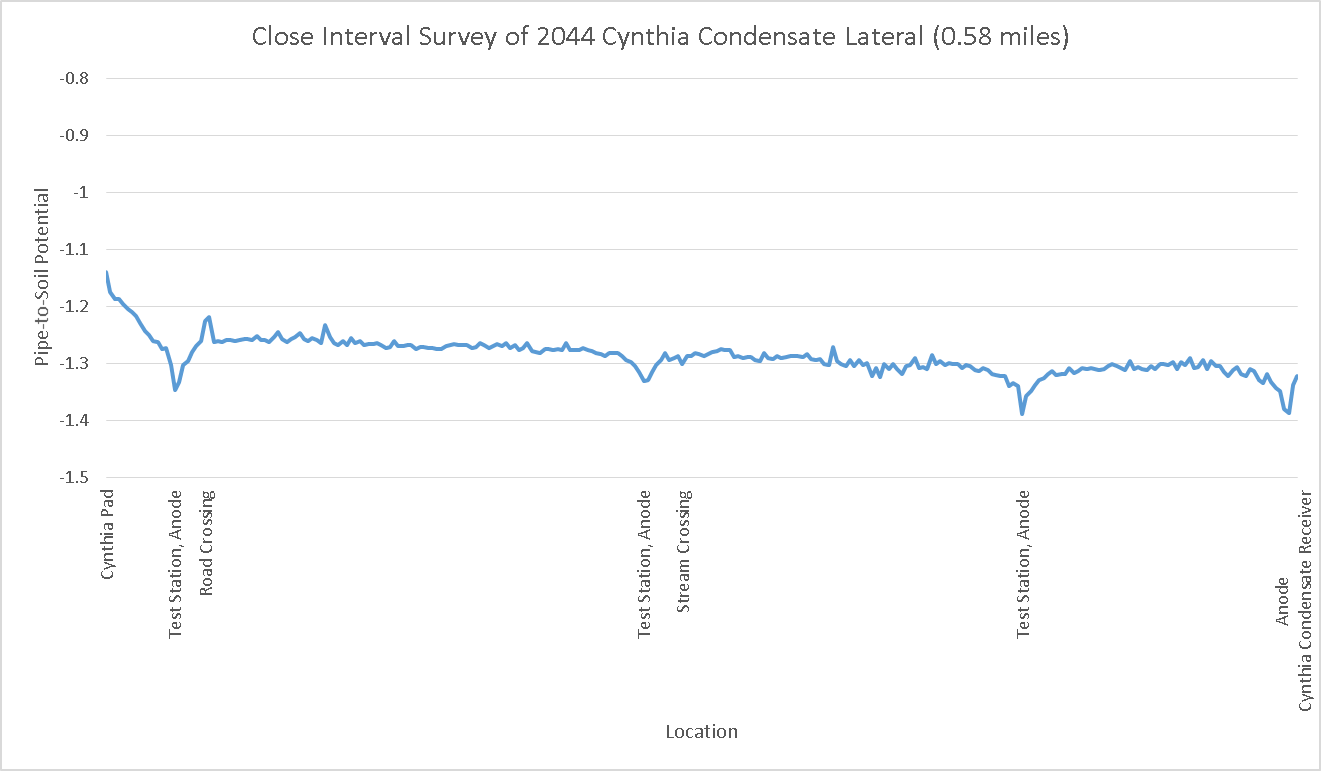 Close Interval Survey of 2044 Cynthia Condensate Lateral (0.58 miles)
Pipe-to-Soil Potential
-0.8
-0.9
-1
-1.1
-1.2
-1.3
-1.4
-1.5
Cynthia Pad
Test Station, Anode
Road Crossing
Test Station, Anode
Stream Crossing
Test Station, Anode
Anode
Cynthia Condensate Receiver
Location